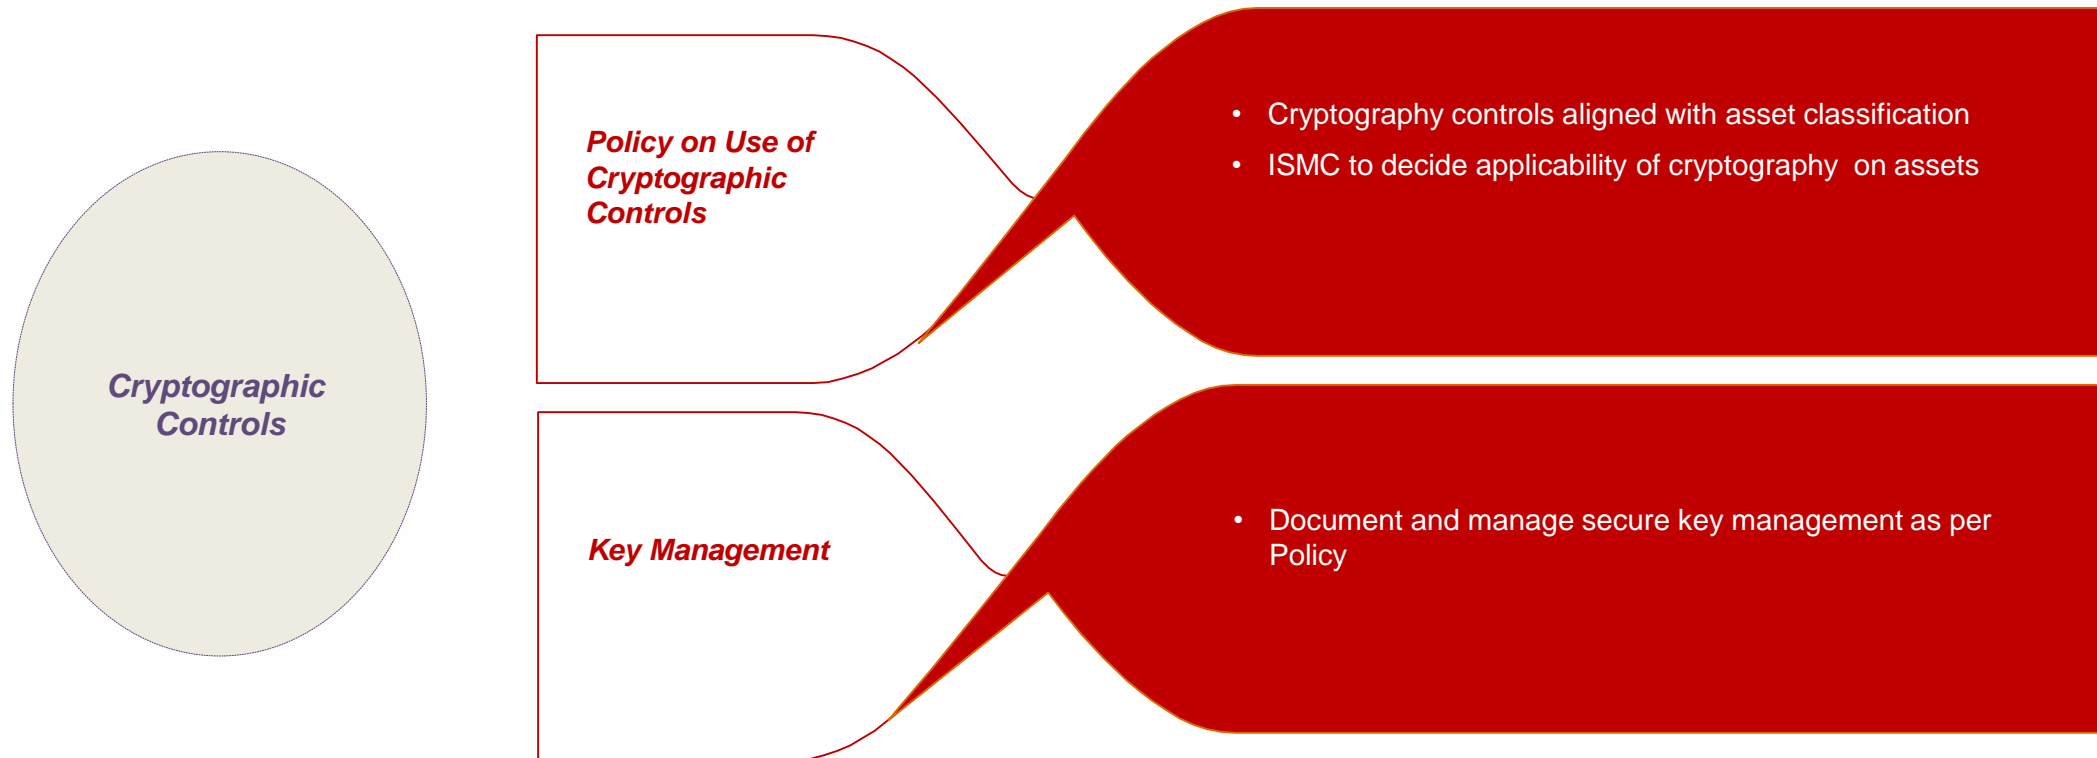 Cryptographic
Controls
Policy on Use of
Cryptographic
Controls
• Cryptography controls aligned with asset classification
• ISMC to decide applicability of cryptography  on assets
Key Management
• Document and manage secure key management as per
Policy